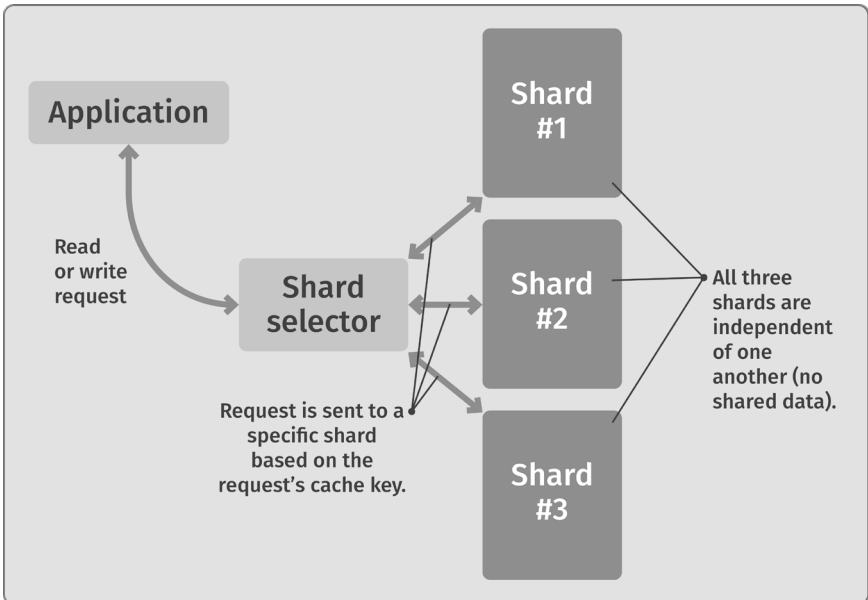 Application
Read
or write
request
Shard
selector
Request is sent to a
specific shard
based on the
request's cache key.
Shard
#1
Shard
#2
Shard
#3
All three
shards are
independent
of one
another (no
shared data).